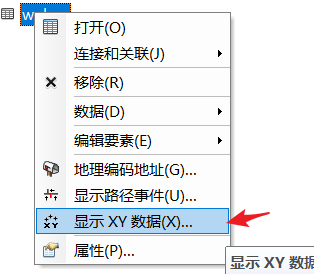 打开(O)
连接和关联(J)
移除(R)
数据(D)
编辑要素(E)
地理编码地址(G)...
显示路径事件(U)...
XY
显示 XY 数据(X)...
属性(P)...
显示 XY 数据